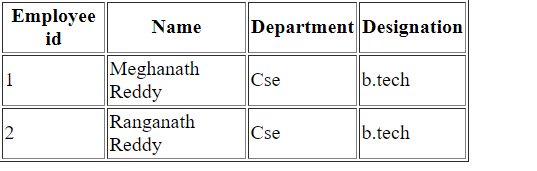 Employee id Name Department Designation
1 Meghanath Reddy Cse b.tech
2 Ranganath Reddy Cse b.tech